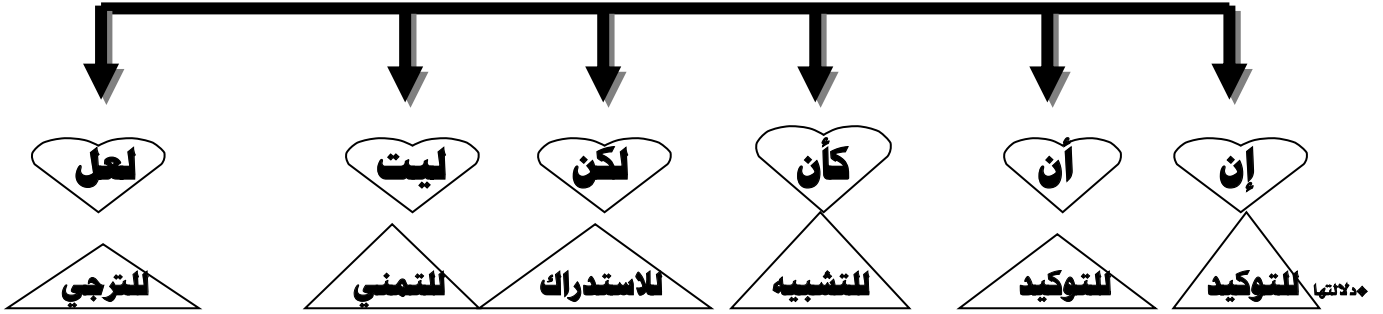 إن أن كأن لكن ليت لعل
◆دلالتها للتوكيد للتوكيد للتشبيه للاستدراك للتمني للترجي